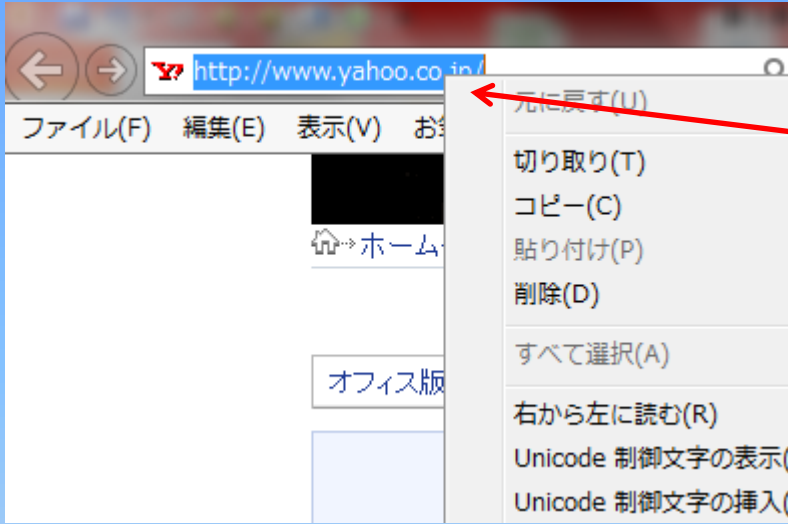 http://www.yahoo.co.jp/
ファイル(F) 編集(E) 表示(V) お
元に戻す(U)
切り取り(T)
コピー(C)
貼り付け(P)
削除(D)
すべて選択(A)
右から左に読む(R)
Unicode 制御文字の表示(
Unicode 制御文字の挿入(
ホーム
オフィス版